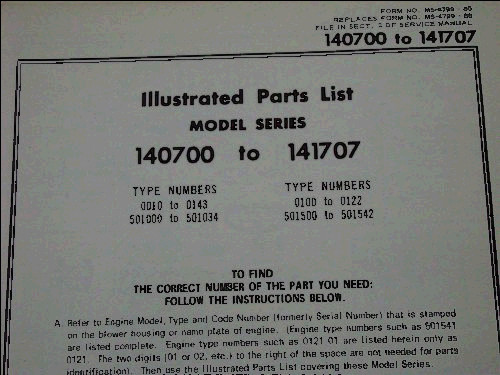 FORM NO. MS-4799 - 80
REPLACES FORM NO. MS-4799 -
FILE IN SECT. 3 OF SERVICE MANUAL
140700 to 141707
Illustrated Parts List
MODEL SERIES
140700 to 141707
TYPE NUMBERS TYPE NUMBERS
0010 to 0143 0100 to 0122
501000 to 501034 501500 to 501542
TO FIND
THE CORRECT NUMBER OF THE PART YOU NEED:
FOLLOW THE INSTRUCTIONS BELOW.
A. Refer to Engine Model, Type and Code Number (formerly Serial Number) that is stamped
on the blower housing or name plate of engine. (Engine type numbers such as 501541
are listed complete. Engine type numbers such as 0121 01 are listed herein only as
0121. The two digits (01 or 02, etc.) to the right of the space are not needed for parts
identification). Then use the Illustrated Parts List covering these Model Series.